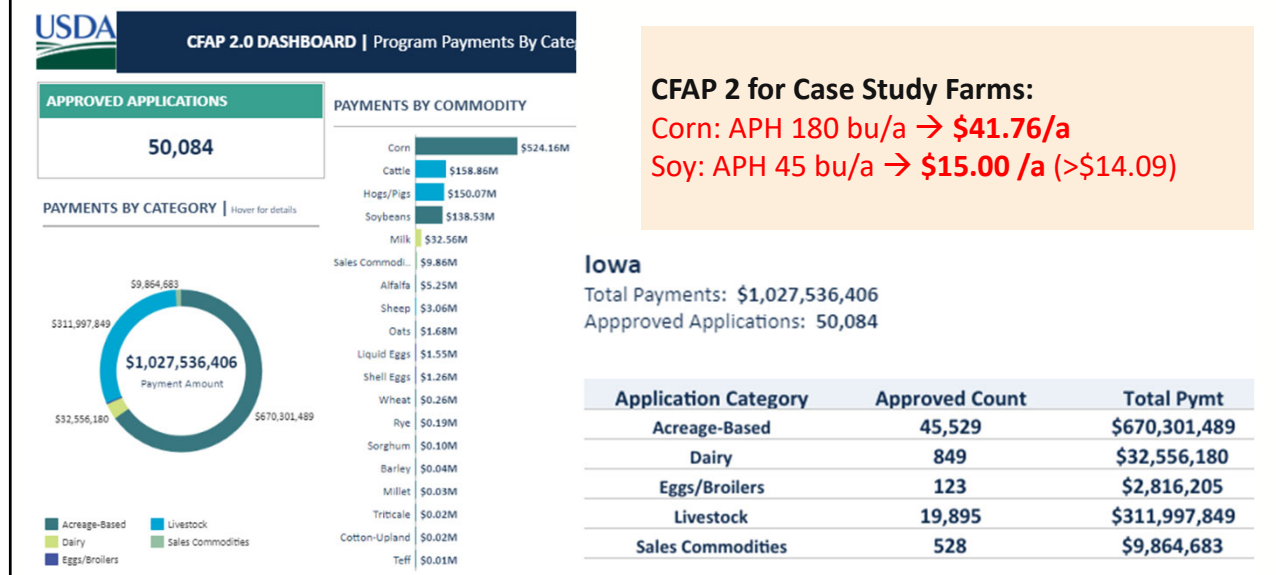 USDA
CFAP 2.0 DASHBOARD | Program Payments By Cate
APPROVED APPLICATIONS
50,084
PAYMENTS BY CATEGORY | Hover for details
$9,864,683
$311,997,849
$1,027,536,406
Payment Amount
$32,556,180
$670,301,489
Acreage-Based
Livestock
Dairy
Sales Commodities
Eggs/Broilers
PAYMENTS BY COMMODITY
Corn $524.16M
Cattle $158.86M
Hogs/Pigs $150.07M
Soybeans $138.53M
Milk $32.56M
Sales Commodi.. $9.86M
Alfalfa $5.25M
Sheep $3.06M
Oats $1.68M
Liquid Eggs $1.55M
Shell Eggs $1.26M
Wheat $0.26M
Rye $0.19M
Sorghum $0.10M
Barley $0.04M
Millet $0.03M
Triticale $0.02M
Cotton-Upland $0.02M
Teff $0.01M
CFAP 2 for Case Study Farms:
Corn: APH 180 bu/a → $41.76/a
Soy: APH 45 bu/a → $15.00 /a (>$14.09)
Iowa
Total Payments: $1,027,536,406
Appproved Applications: 50,084
Application Category Approved Count Total Pymt
Acreage-Based 45,529 $670,301,489
Dairy 849 $32,556,180
Eggs/Broilers 123 $2,816,205
Livestock 19,895 $311,997,849
Sales Commodities 528 $9,864,683